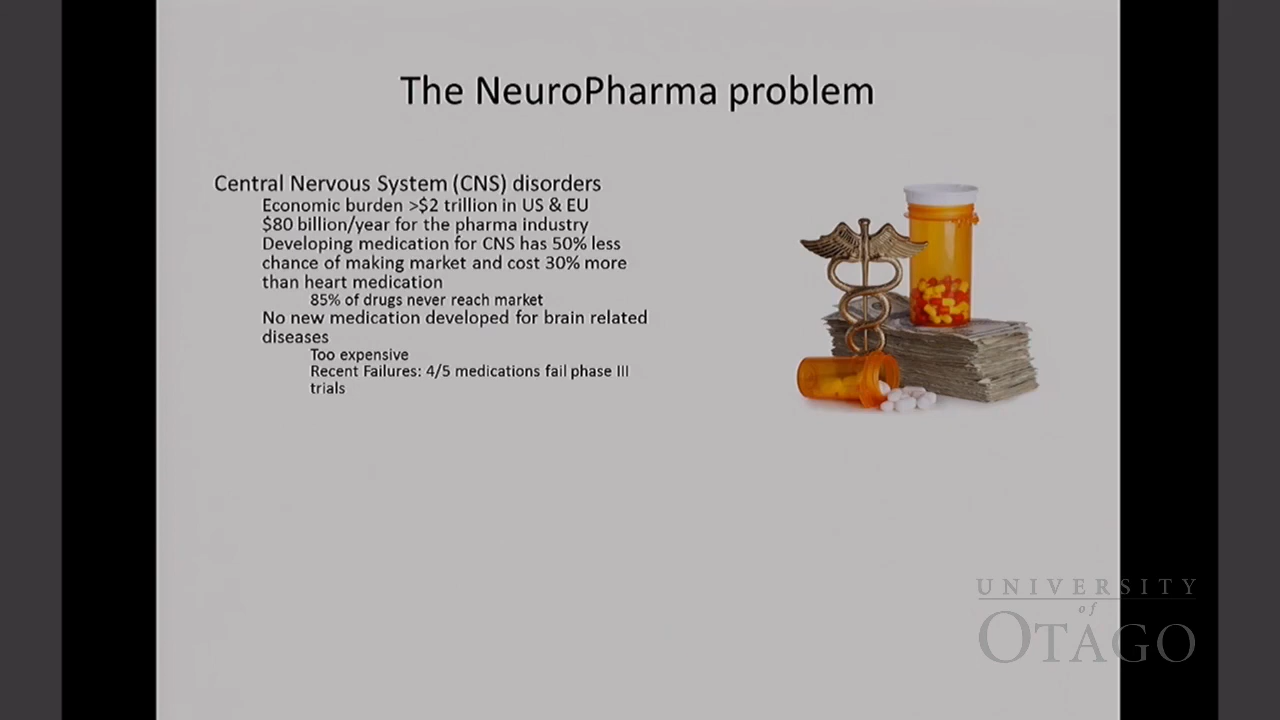 The NeuroPharma problem
Central Nervous System (CNS) disorders
Economic burden >$2 trillion in US & EU
$80 billion/year for the pharma industry
Developing medication for CNS has 50% less
chance of making market and cost 30% more
than heart medication
85% of drugs never reach market
No new medication developed for brain related
diseases
Too expensive
Recent Failures: 4/5 medications fail phase III
trials
UNIVERSITY
of
OTAGO